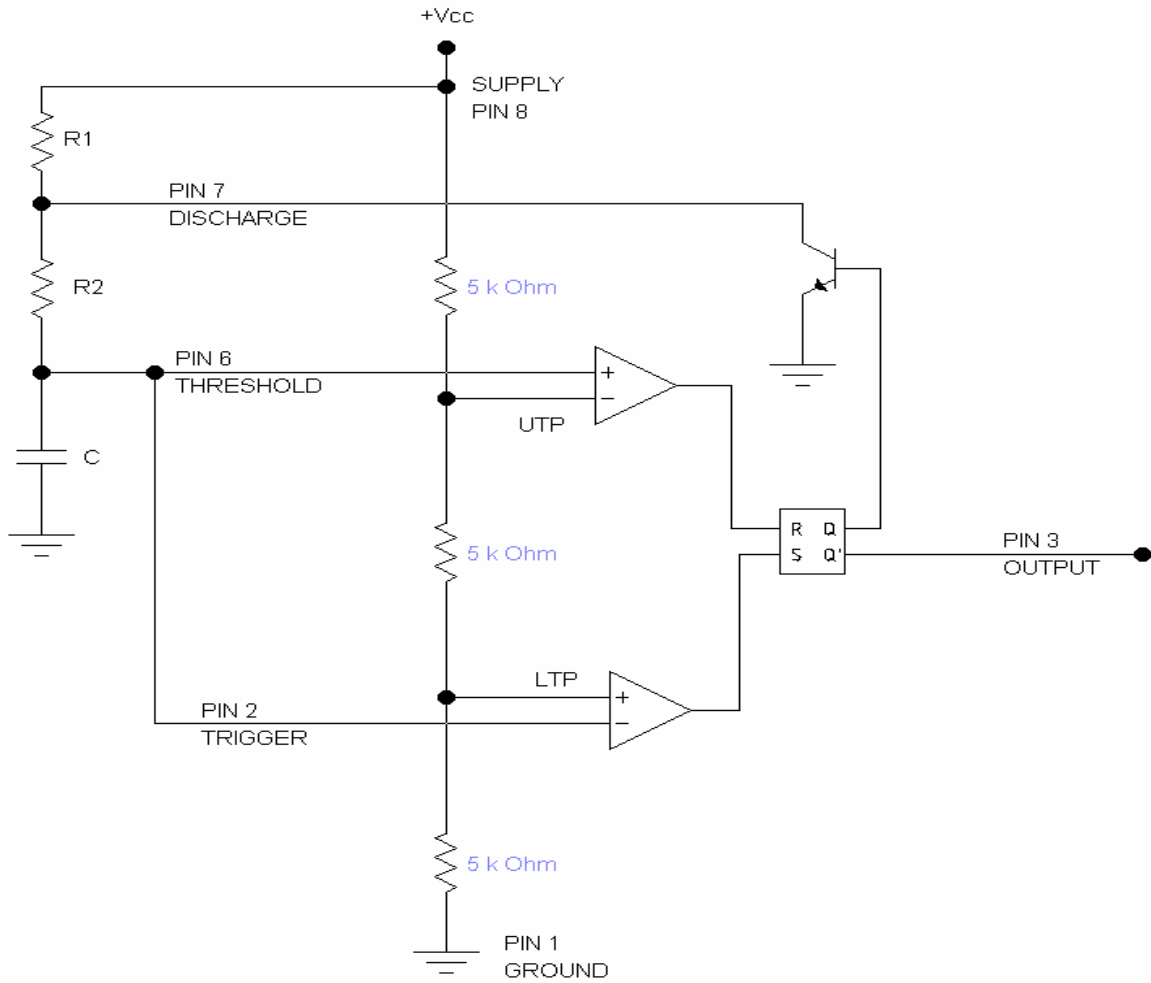 +Vcc
SUPPLY
PIN 8
R1
PIN 7
DISCHARGE
R2
5 k Ohm
PIN 6
THRESHOLD
+
−
UTP
C
R Q
S Q'
PIN 3
OUTPUT
5 k Ohm
LTP
+
−
PIN 2
TRIGGER
5 k Ohm
PIN 1
GROUND